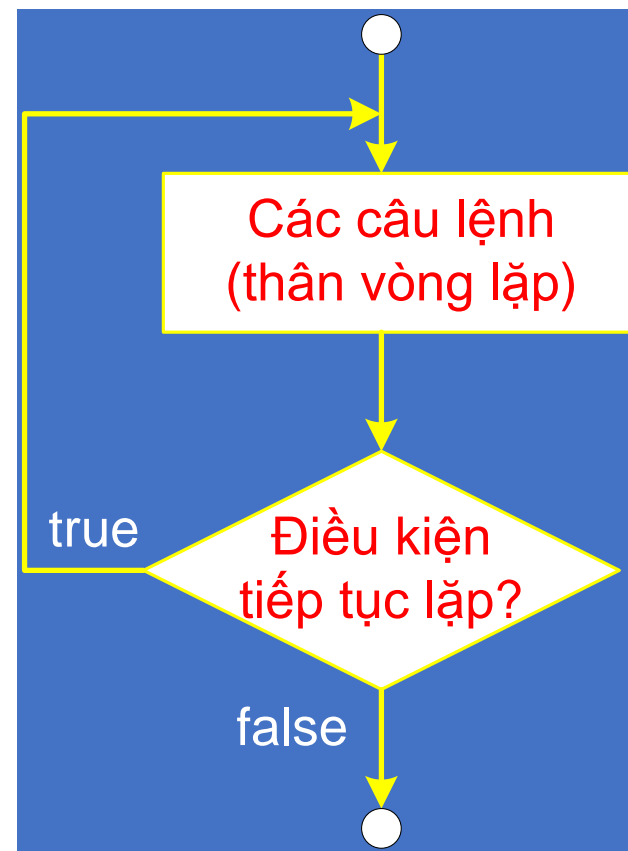 Các câu lệnh
(thân vòng lặp)
true
Điều kiện
tiếp tục lặp?
false